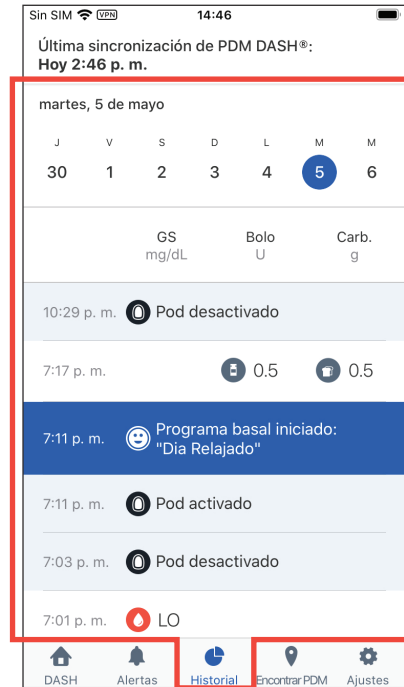 Sin SIM VPN 14:46
Última sincronización de PDM DASH®:
Hoy 2:46 p. m.
martes, 5 de mayo
J V S D L M M
30 1 2 3 4 5 6
GS Bolo Carb.
mg/dL U g
10:29 p. m. Pod desactivado
7:17 p. m. 0.5 0.5
7:11 p. m. Programa basal iniciado:
"Dia Relajado"
7:11 p. m. Pod activado
7:03 p. m. Pod desactivado
7:01 p. m. LO
DASH Alertas Historial Encontrar PDM Ajustes